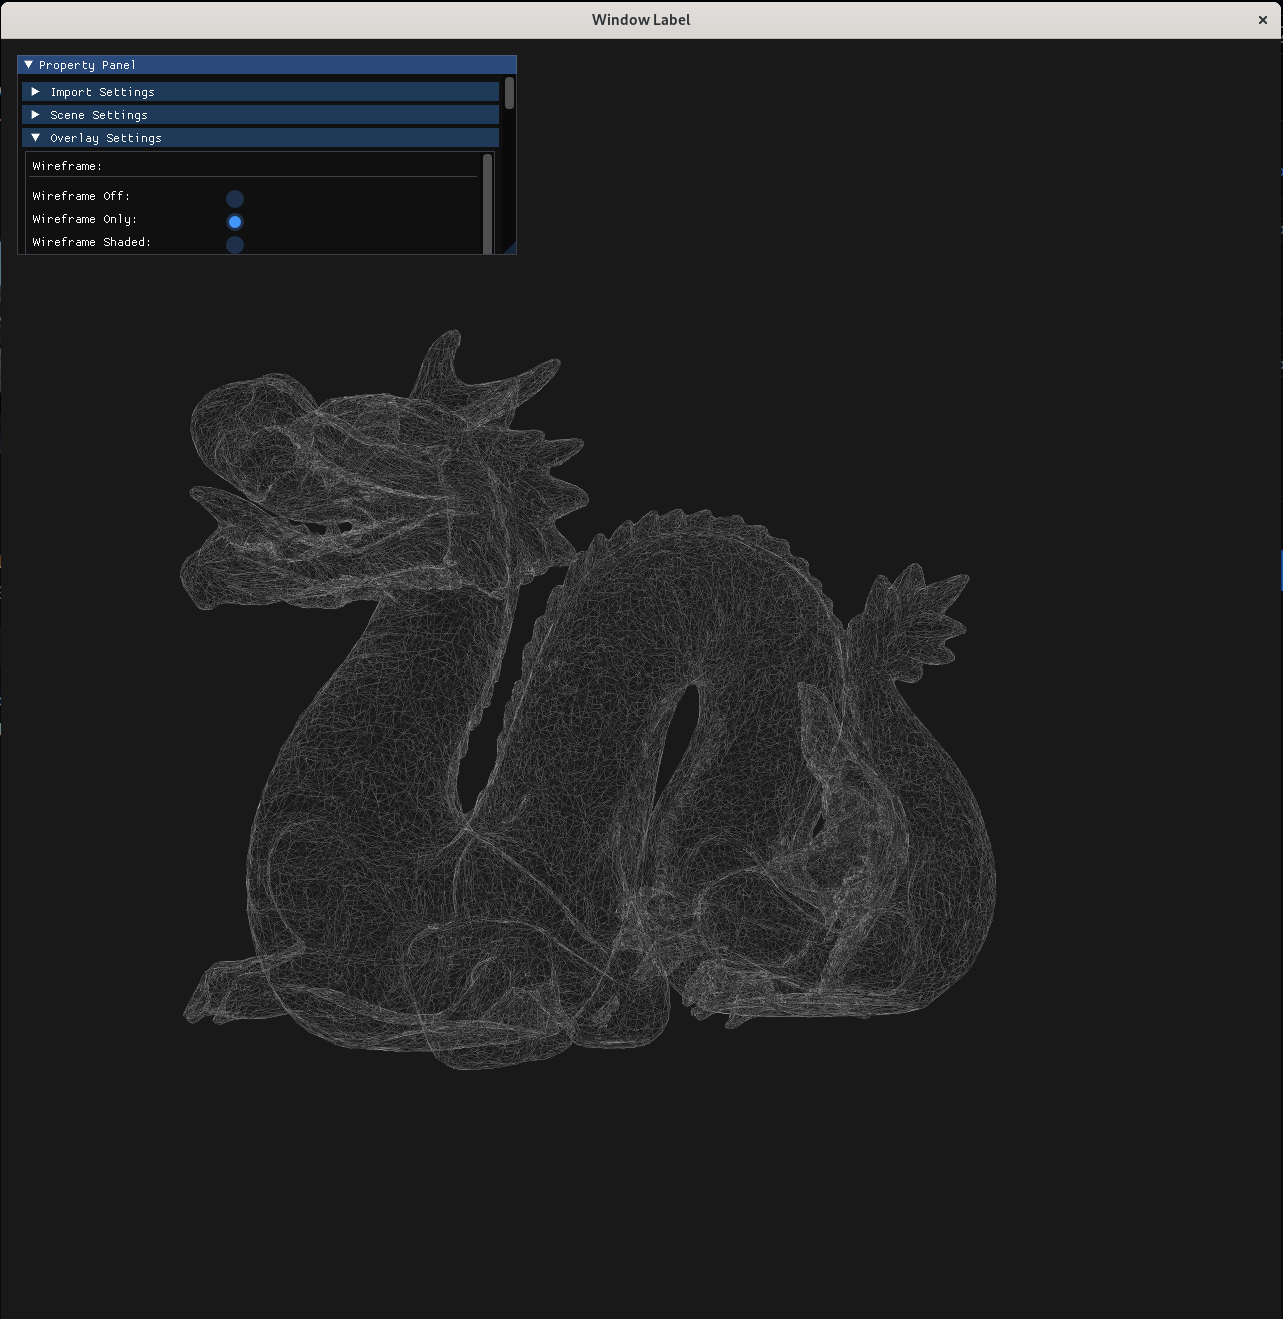 Window Label
Property Panel
Import Settings
Scene Settings
Overlay Settings
Wireframe:
Wireframe Off:
Wireframe Only:
Wireframe Shaded: